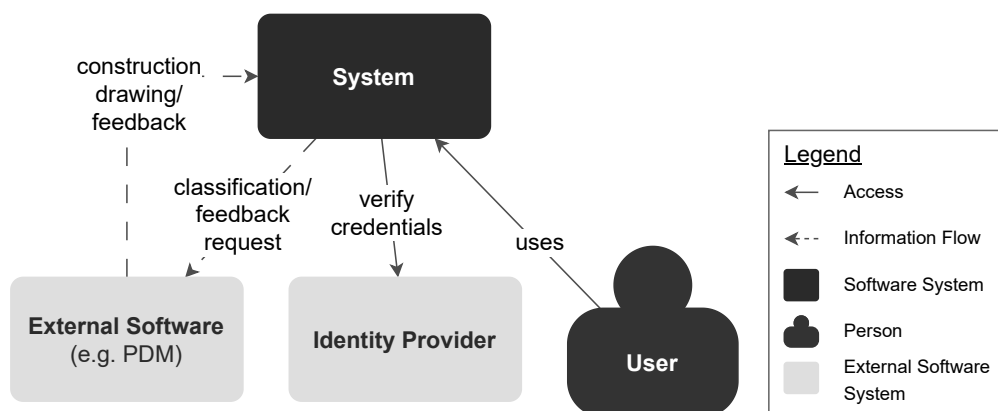 construction
drawing/
feedback
System
classification/
feedback
request
verify
credentials
uses
External Software
(e.g. PDM)
Identity Provider
User
Legend
Access
Information Flow
Software System
Person
External Software
System